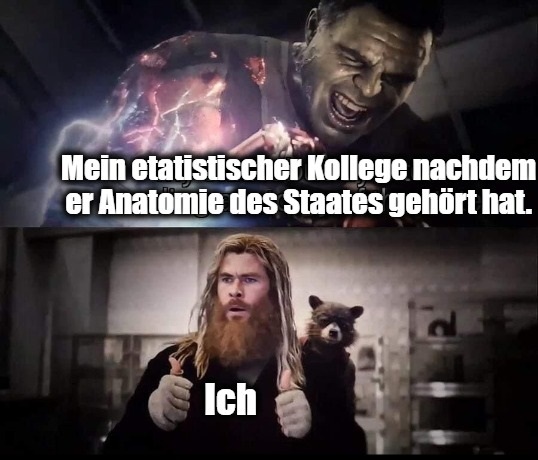 Mein etatistischer Kollege nachdem
er Anatomie des Staates gehört hat.
Ich